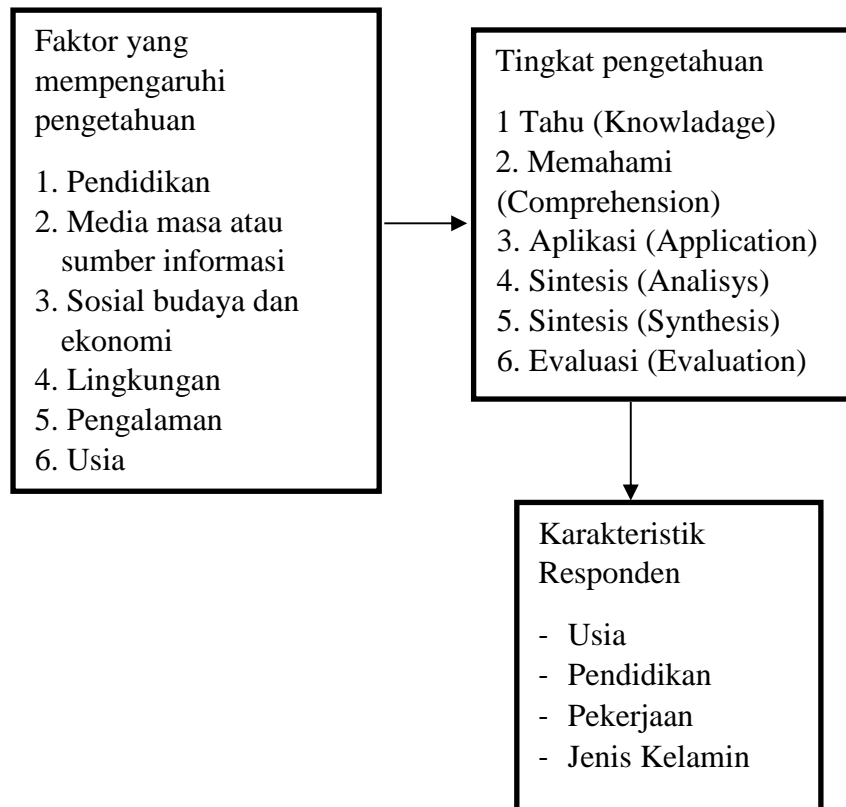 Faktor yang
mempengaruhi
pengetahuan
1. Pendidikan
2. Media masa atau
sumber informasi
3. Sosial budaya dan
ekonomi
4. Lingkungan
5. Pengalaman
6. Usia
Tingkat pengetahuan
1 Tahu (Knowladage)
2. Memahami
(Comprehension)
3. Aplikasi (Application)
4. Sintesis (Analisys)
5. Sintesis (Synthesis)
6. Evaluasi (Evaluation)
Karakteristik
Responden
- Usia
- Pendidikan
- Pekerjaan
- Jenis Kelamin